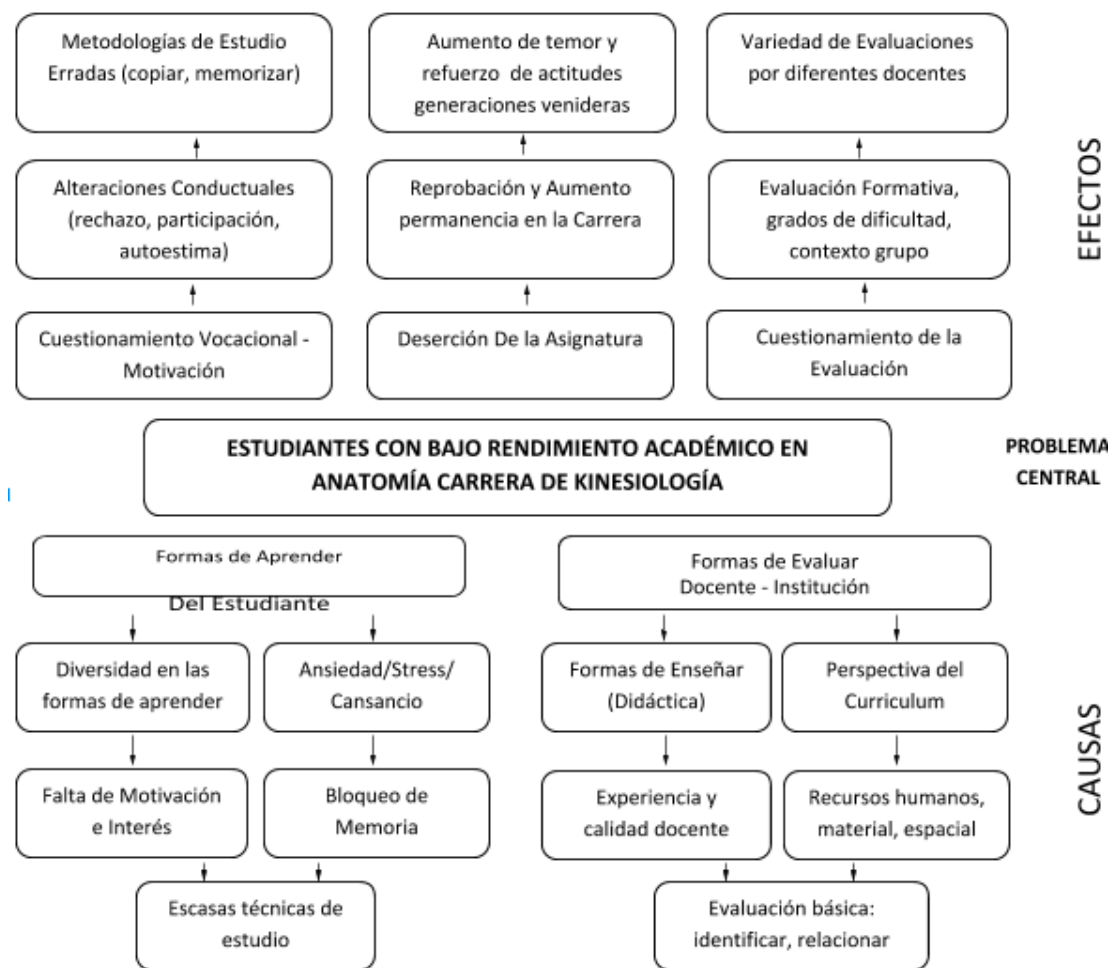 Metodologías de Estudio
Erradas (copiar, memorizar)
Aumento de temor y
refuerzo de actitudes
generaciones venideras
Variedad de Evaluaciones
por diferentes docentes
Alteraciones Conductuales
(rechazo, participación,
autoestima)
Reprobación y Aumento
permanencia en la Carrera
Evaluación Formativa,
grados de dificultad,
contexto grupo
EFECTOS
Cuestionamiento Vocacional -
Motivación
Deserción De la Asignatura
Cuestionamiento de la
Evaluación
ESTUDIANTES CON BAJO RENDIMIENTO ACADÉMICO EN
ANATOMÍA CARRERA DE KINESIOLOGÍA
PROBLEMA
CENTRAL
Formas de Aprender
Del Estudiante
Formas de Evaluar
Docente - Institución
Diversidad en las
formas de aprender
Ansiedad/Stress/
Cansancio
Formas de Enseñar
(Didáctica)
Perspectiva del
Curriculum
CAUSAS
Falta de Motivación
e Interés
Bloqueo de
Memoria
Experiencia y
calidad docente
Recursos humanos,
material, espacial
Escasas técnicas de
estudio
Evaluación básica:
identificar, relacionar